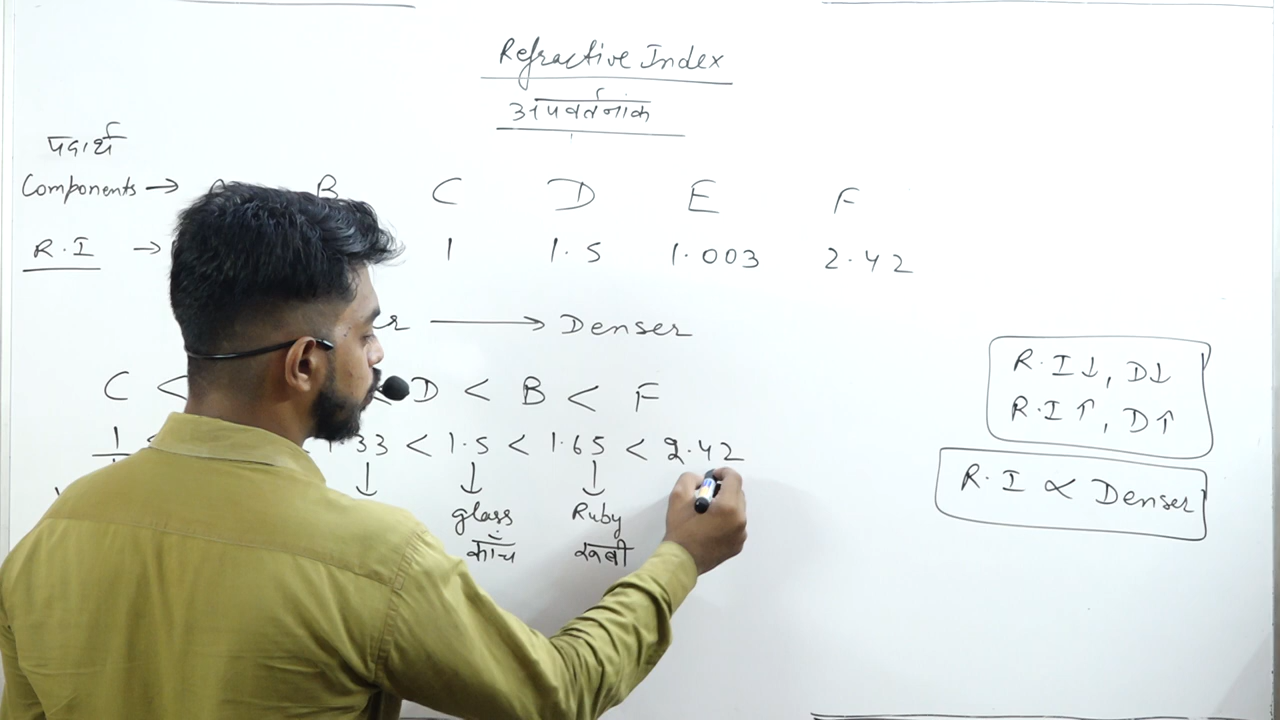 Refractive Index
अपवर्तनांक
पदार्थ
Components → B C D E F
R.I → 1 1.5 1.003 2.42
→ Denser
C < D < B < F
1 .33 < 1.5 < 1.65 < 2.42
glass Ruby
काँच रूबी
R.I↓, D↓
R.I↑, D↑
R.I ∝ Denser